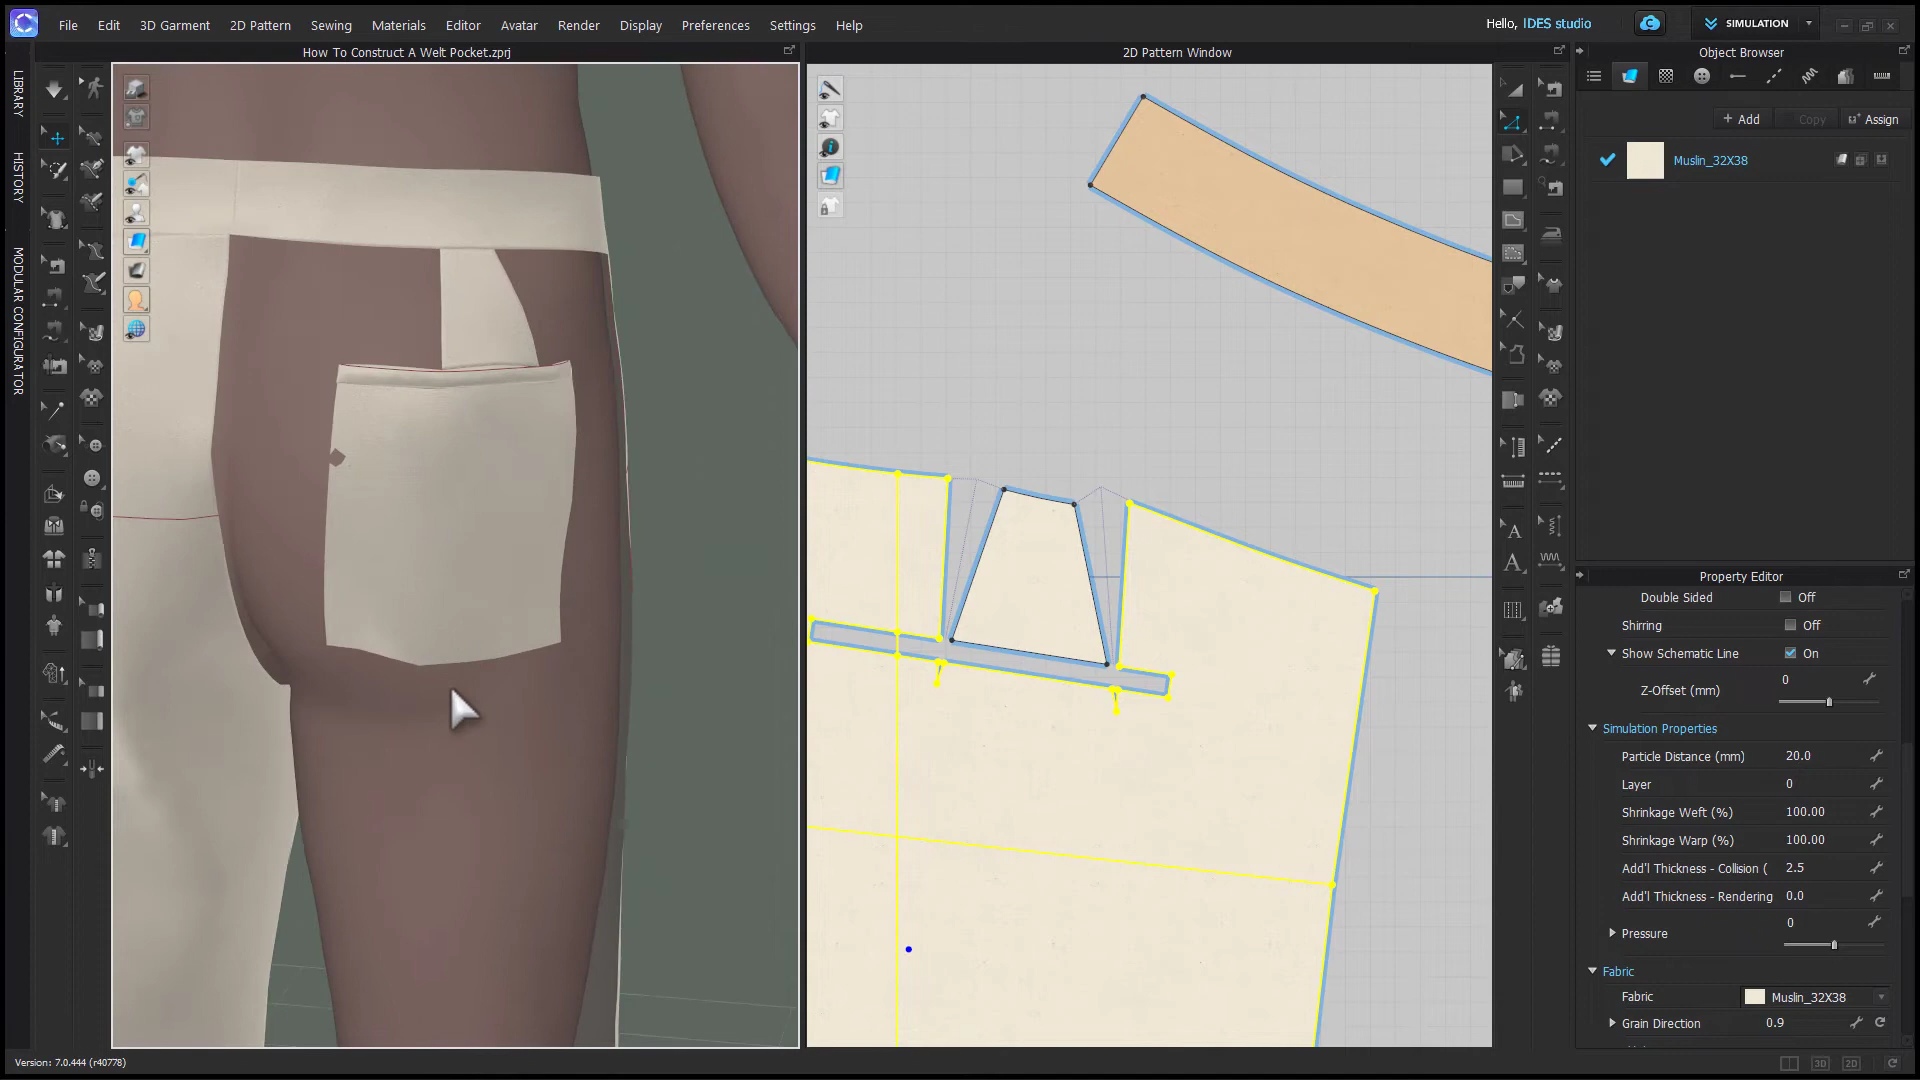 File Edit 3D Garment 2D Pattern Sewing Materials Editor Avatar Render Display Preferences Settings Help
Hello, IDES studio
SIMULATION
How To Construct A Welt Pocket.zprj
2D Pattern Window
Object Browser
LIBRARY
HISTORY
MODULAR CONFIGURATOR
+ Add
Copy
Assign
Muslin_32X38
Property Editor
Double Sided Off
Shirring Off
Show Schematic Line On
Z-Offset (mm) 0
Simulation Properties
Particle Distance (mm) 20.0
Layer 0
Shrinkage Weft (%) 100.00
Shrinkage Warp (%) 100.00
Add'l Thickness - Collision ( 2.5
Add'l Thickness - Rendering 0.0
Pressure 0
Fabric
Fabric Muslin_32X38
Grain Direction 0.9
Version: 7.0.444 (r40778)
3D
2D